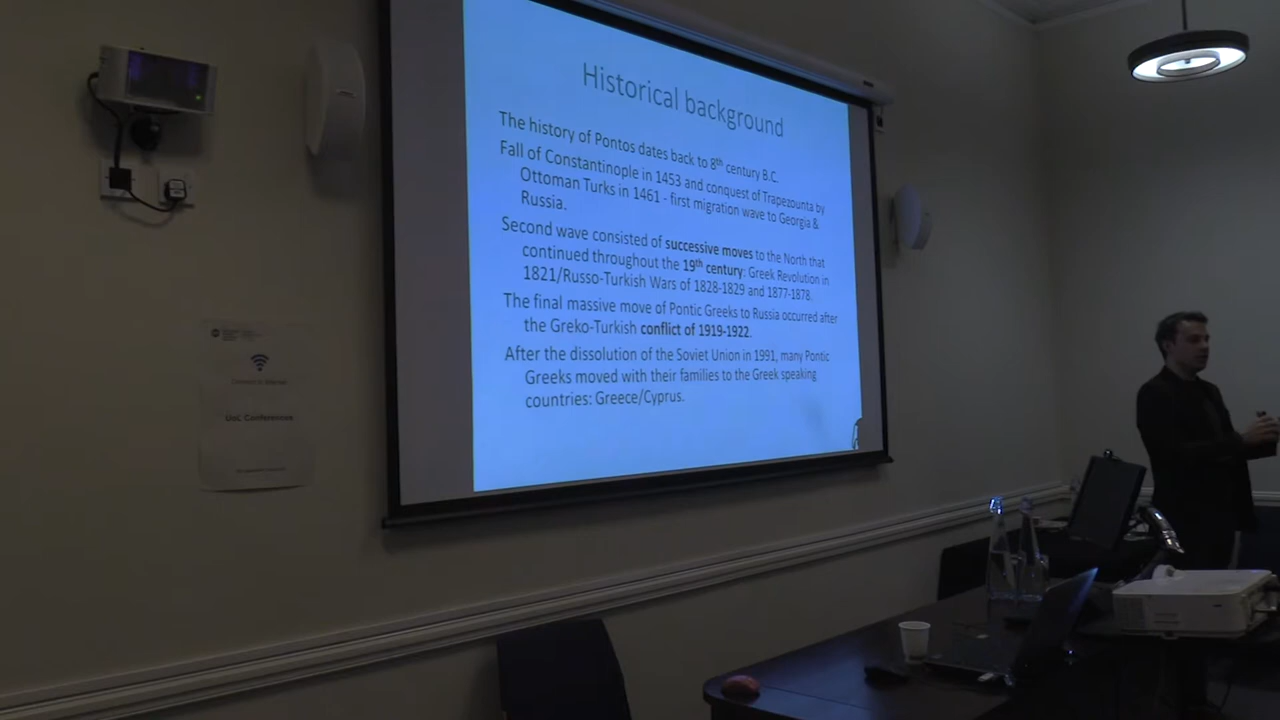 Historical background
The history of Pontos dates back to 8th century B.C.
Fall of Constantinople in 1453 and conquest of Trapezounta by
Ottoman Turks in 1461 - first migration wave to Georgia &
Russia.
Second wave consisted of successive moves to the North that
continued throughout the 19th century: Greek Revolution in
1821/Russo-Turkish Wars of 1828-1829 and 1877-1878.
The final massive move of Pontic Greeks to Russia occurred after
the Greko-Turkish conflict of 1919-1922.
After the dissolution of the Soviet Union in 1991, many Pontic
Greeks moved with their families to the Greek speaking
countries: Greece/Cyprus.
UoL Conferences